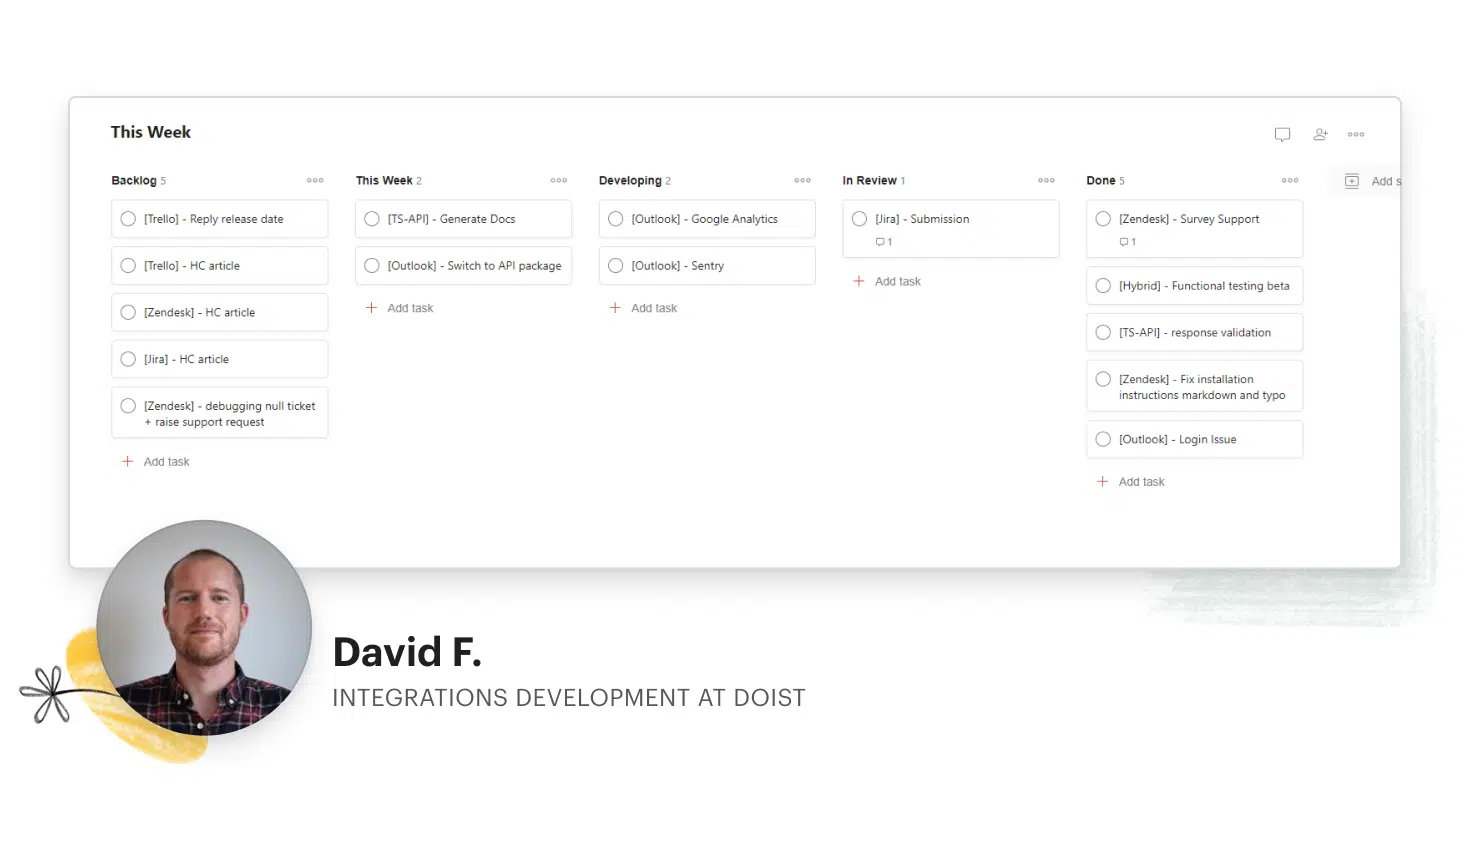 This Week
Backlog 5
[Trello] - Reply release date
[Trello] - HC article
[Zendesk] - HC article
[Jira] - HC article
[Zendesk] - debugging null ticket
+ raise support request
Add task
This Week 2
[TS-API] - Generate Docs
[Outlook] - Switch to API package
Add task
Developing 2
[Outlook] - Google Analytics
[Outlook] - Sentry
Add task
In Review 1
[Jira] - Submission
1
Add task
Done 5
[Zendesk] - Survey Support
1
[Hybrid] - Functional testing beta
[TS-API] - response validation
[Zendesk] - Fix installation
instructions markdown and typo
[Outlook] - Login Issue
Add task
Add s
David F.
INTEGRATIONS DEVELOPMENT AT DOIST